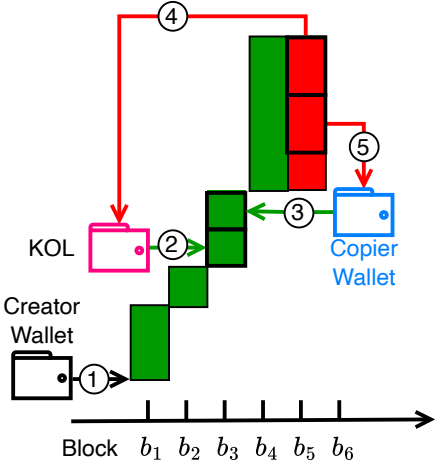 4
5
3
KOL
2
Copier
Wallet
Creator
Wallet
1
Block b₁ b₂ b₃ b₄ b₅ b₆